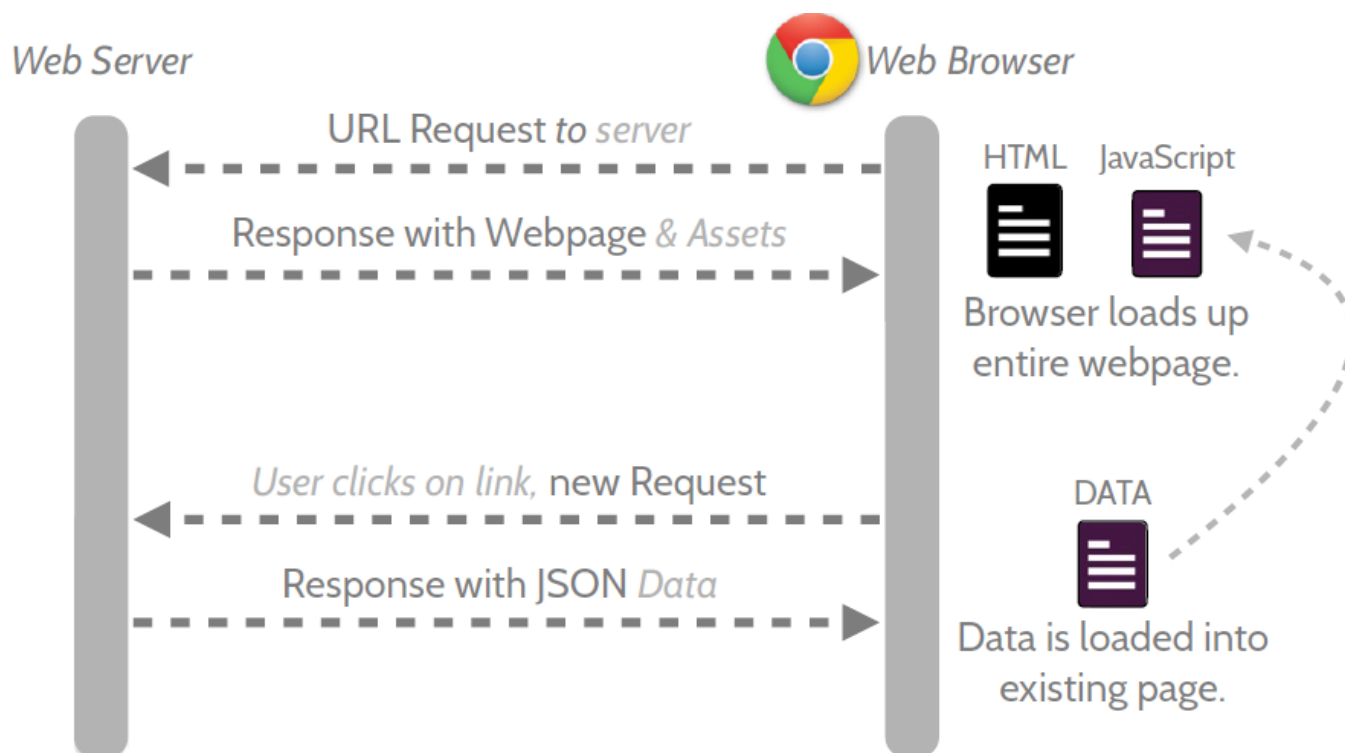 Web Server
Web Browser
URL Request to server
HTML
JavaScript
Response with Webpage & Assets
Browser loads up
entire webpage.
User clicks on link, new Request
DATA
Response with JSON Data
Data is loaded into
existing page.